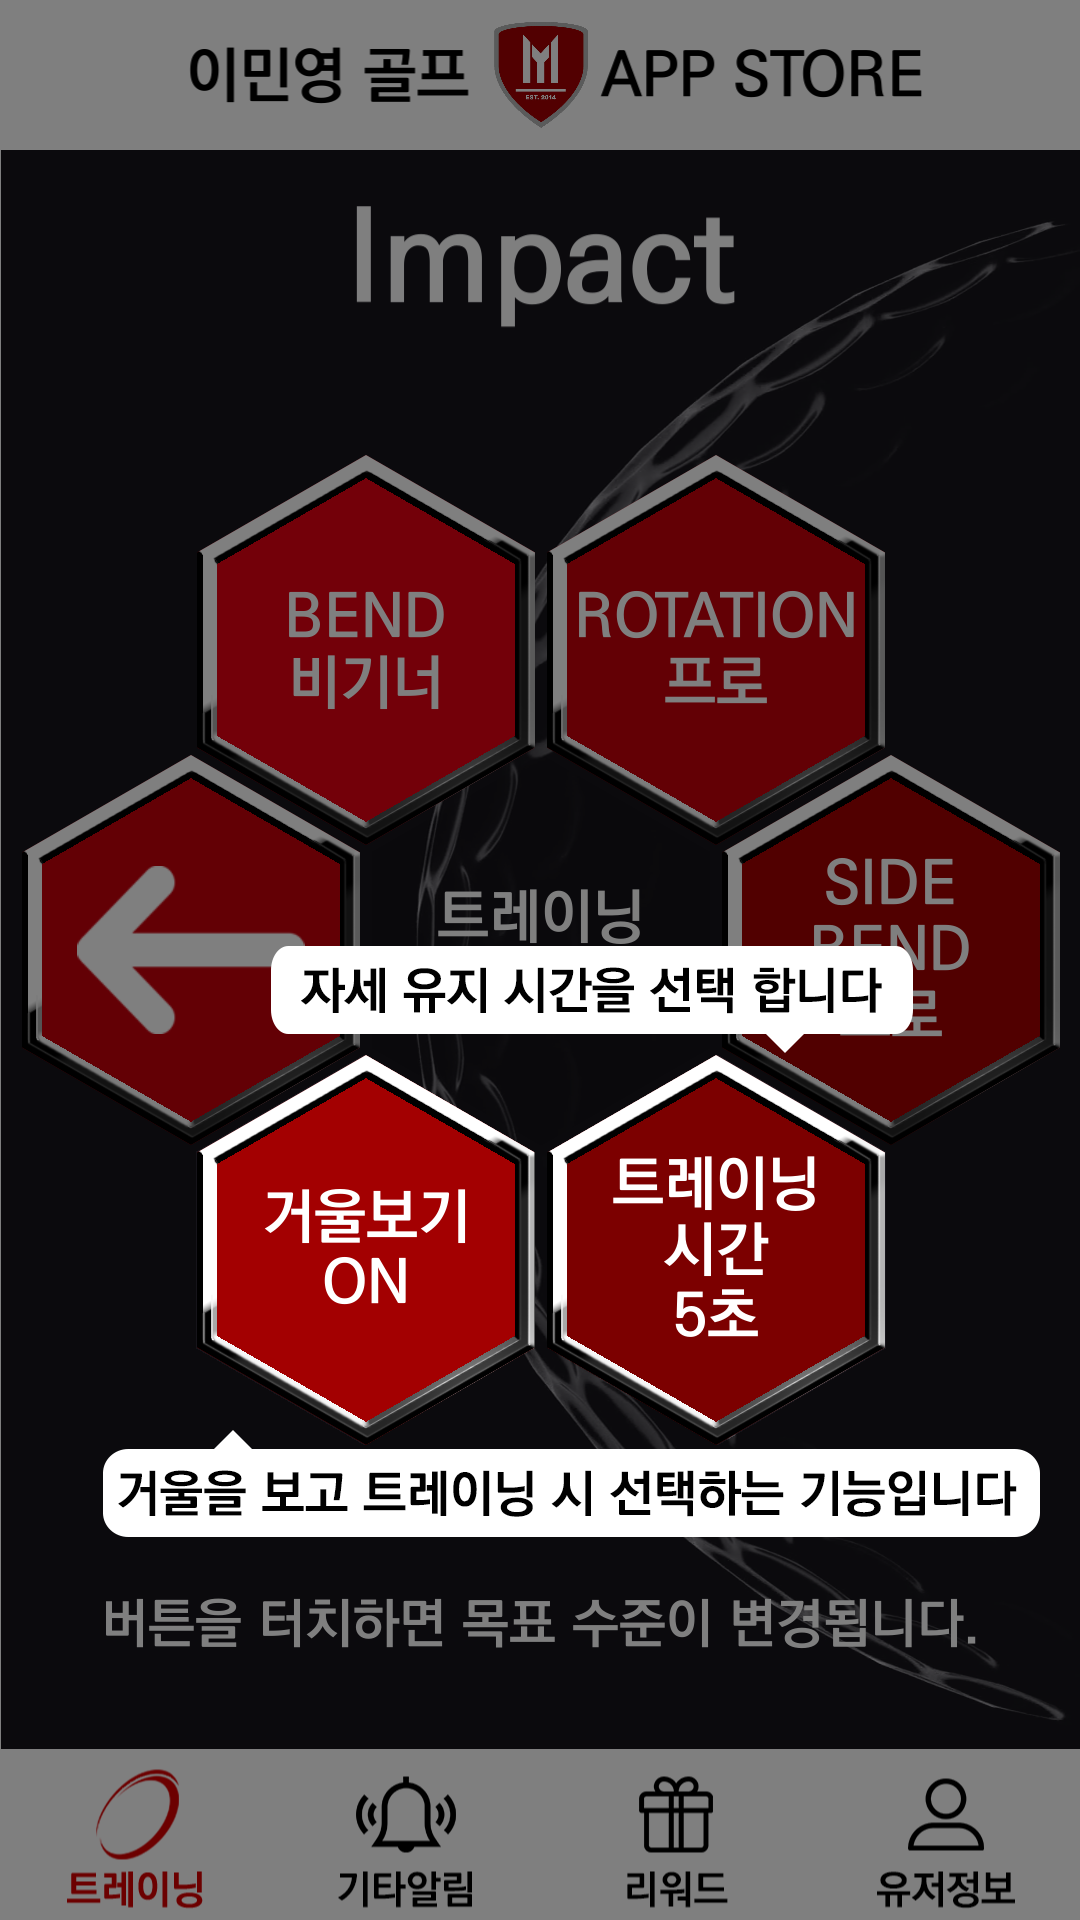 이민영 골프 M APP STORE
EST. 2014
Impact
BEND
비기너
ROTATION
프로
트레이닝
SIDE
BEND
자세 유지 시간을 선택 합니다
거울보기
ON
트레이닝
시간
5초
거울을 보고 트레이닝 시 선택하는 기능입니다
버튼을 터치하면 목표 수준이 변경됩니다.
트레이닝
기타알림
리워드
유저정보